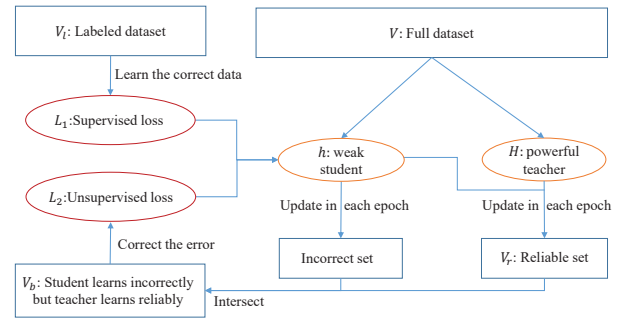 V_l: Labeled dataset
V: Full dataset
Learn the correct data
L_1:Supervised loss
h: weak
student
H: powerful
teacher
L_2:Unsupervised loss
Update in each epoch
Update in each epoch
Correct the error
Incorrect set
V_r: Reliable set
V_b: Student learns incorrectly
but teacher learns reliably
Intersect